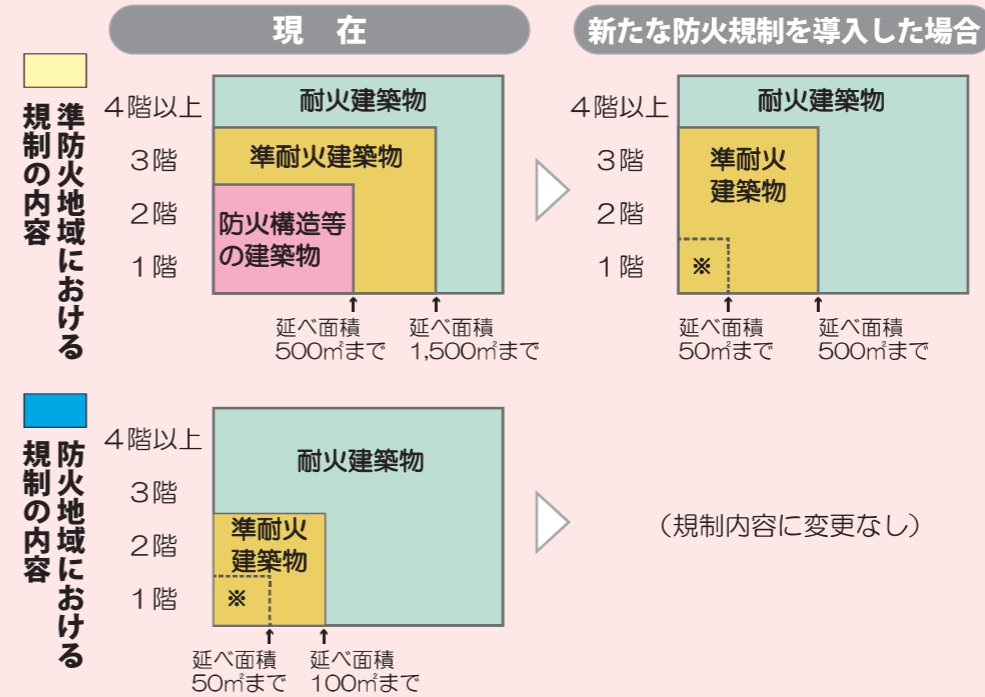 現 在
新たな防火規制を導入した場合
準防火地域における
規制の内容
4階以上
3階
2階
1階
耐火建築物
準耐火建築物
防火構造等
の建築物
延べ面積
500㎡まで
延べ面積
1,500㎡まで
4階以上
3階
2階
1階
耐火建築物
準耐火
建築物
※
延べ面積
50㎡まで
延べ面積
500㎡まで
防火地域における
規制の内容
4階以上
3階
2階
1階
耐火建築物
準耐火
建築物
※
延べ面積
50㎡まで
延べ面積
100㎡まで
（規制内容に変更なし）